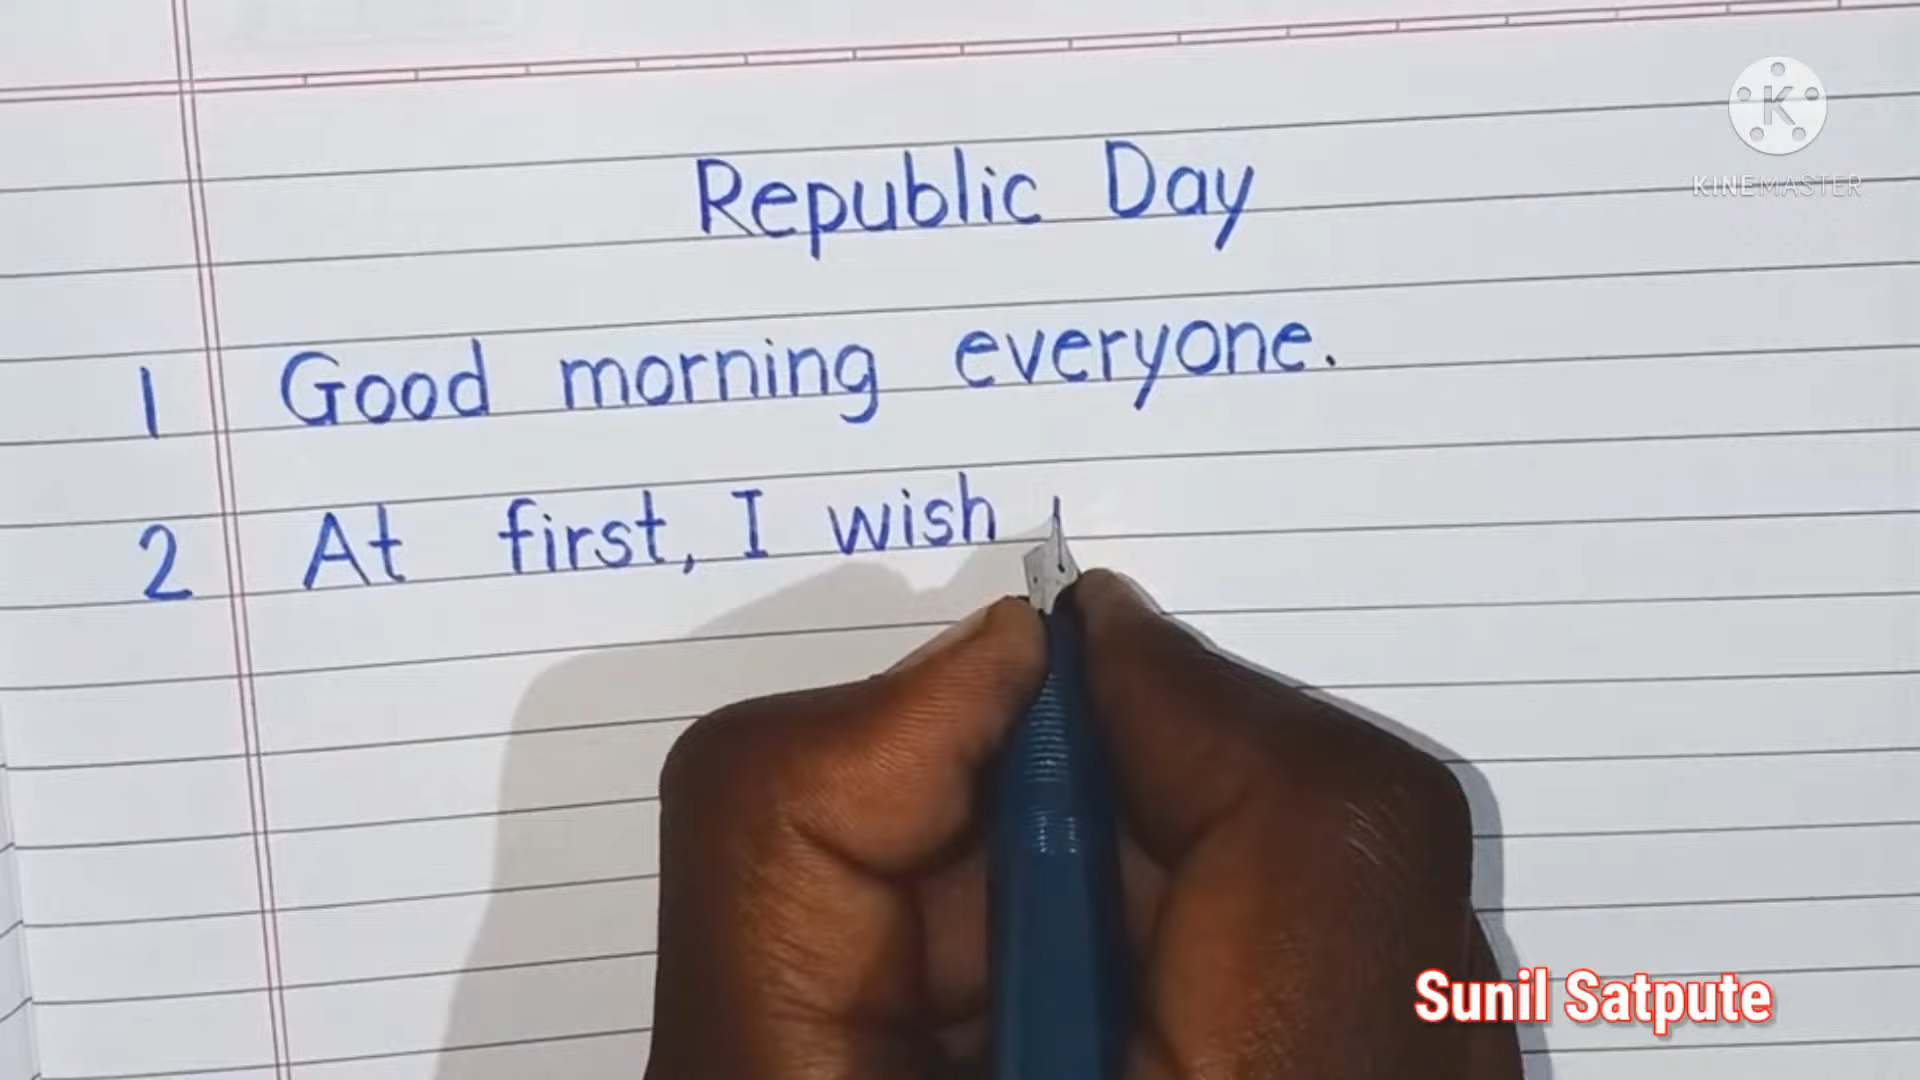 Republic Day
KINEMASTER
1 Good morning everyone.
2 At first, I wish
Sunil Satpute